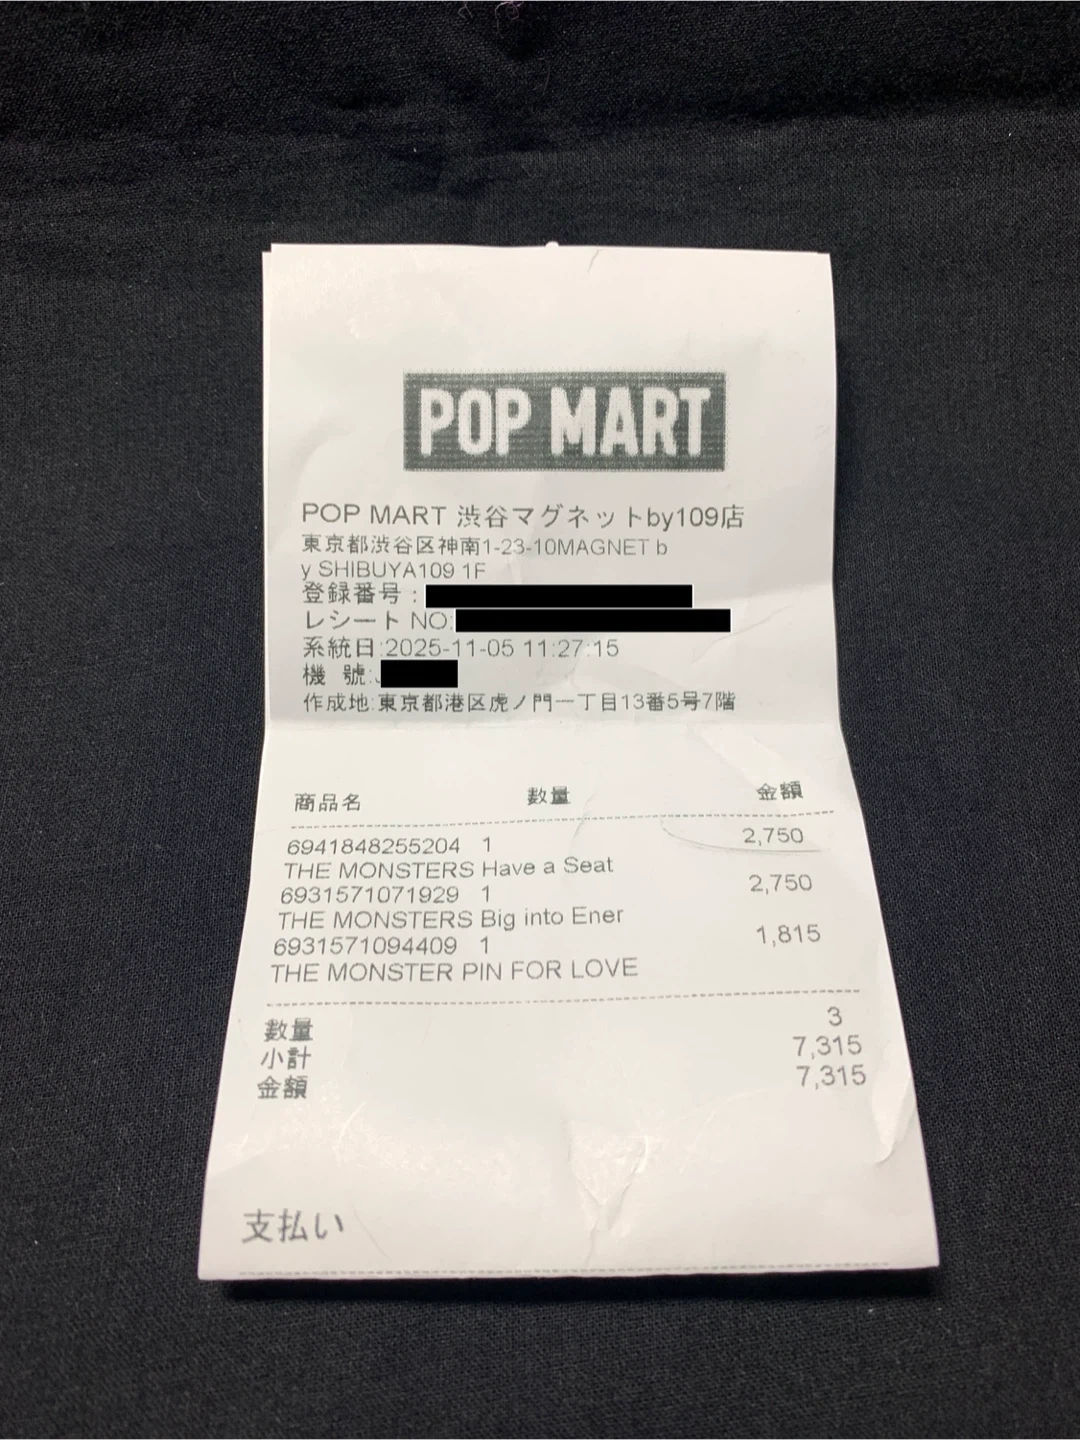 POP MART
POP MART 渋谷マグネットby109店
東京都渋谷区神南1-23-10MAGNET b
y SHIBUYA109 1F
登録番号:
レシート NO:
系統日:2025-11-05 11:27:15
機 號:
作成地:東京都港区虎ノ門一丁目13番5号7階
商品名 数量 金額
6941848255204 1 2,750
THE MONSTERS Have a Seat
6931571071929 1 2,750
THE MONSTERS Big into Ener
6931571094409 1 1,815
THE MONSTER PIN FOR LOVE
数量 3
小計 7,315
金額 7,315
支払い